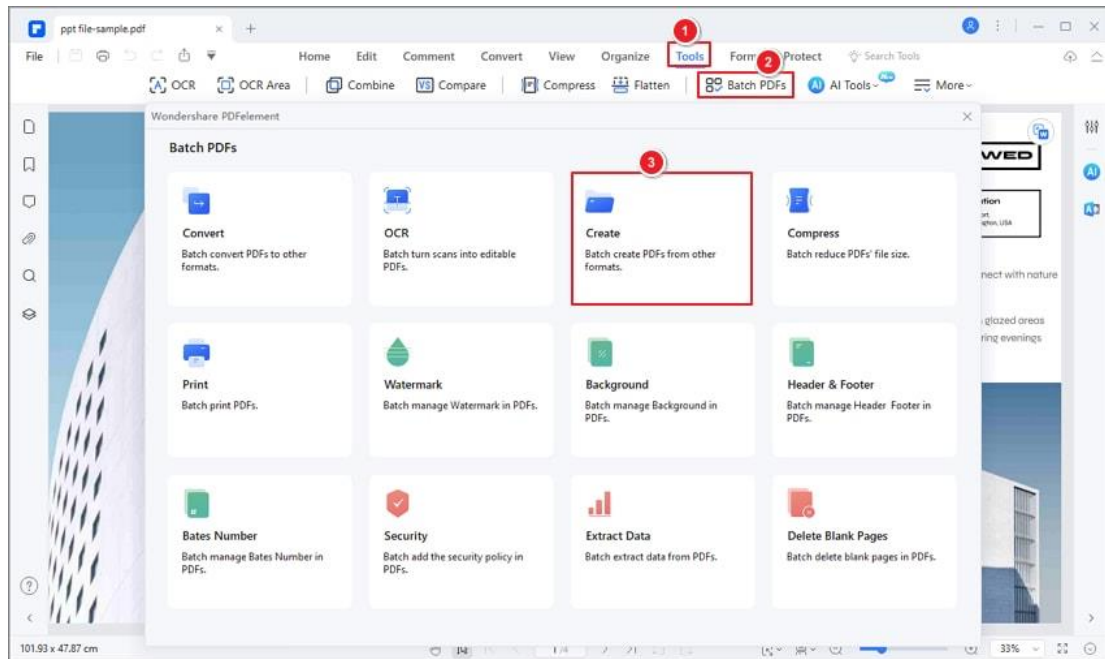 ppt file-sample.pdf
1
File Home Edit Comment Convert View Organize Tools Form Protect Search Tools
2
OCR OCR Area Combine VS Compare Compress Flatten Batch PDFs AI AI Tools More
Wondershare PDFelement
Batch PDFs
3
Convert
Batch convert PDFs to other
formats.
OCR
Batch turn scans into editable
PDFs.
Create
Batch create PDFs from other
formats.
Compress
Batch reduce PDFs' file size.
Print
Batch print PDFs.
Watermark
Batch manage Watermark in PDFs.
Background
Batch manage Background in
PDFs.
Header & Footer
Batch manage Header Footer in
PDFs.
Bates Number
Batch manage Bates Number in
PDFs.
Security
Batch add the security policy in
PDFs.
Extract Data
Batch extract data from PDFs.
Delete Blank Pages
Batch delete blank pages in PDFs.
WED
AI
USA
nect with nature
glazed areas
ring evenings
101.93 x 47.87 cm 33%